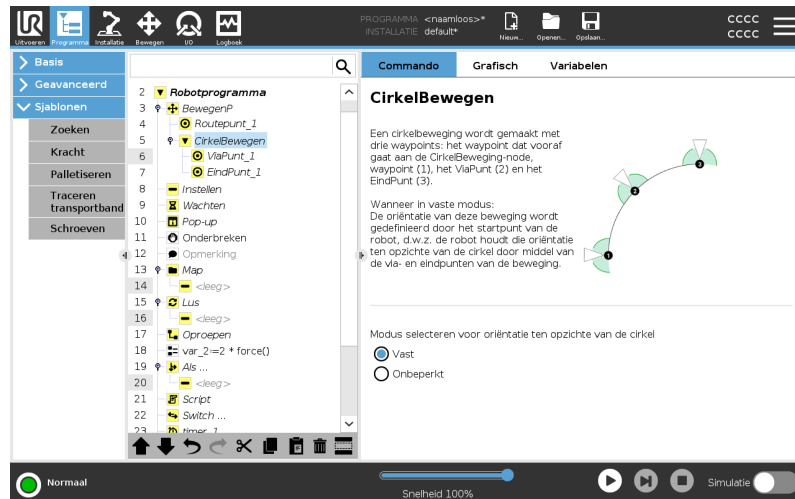 PROGRAMMA <naamloos>*
INSTALLATIE default*
Uitvoeren Programma Installatie Bewegen I/O Logboek
Nieuw... Openen... Opslaan...
CCCC
CCCC
Basis
Geavanceerd
Sjablonen
Zoeken
Kracht
Palletiseren
Traceren
transportband
Schroeven
2 Robotprogramma
3 BewegenP
4 Routepunt_1
5 CirkelBewegen
6 ViaPunt_1
7 EindPunt_1
8 Instellen
9 Wachten
10 Pop-up
11 Onderbreken
12 Opmerking
13 Map
14 <leeg>
15 Lus
16 <leeg>
17 Oproepen
18 var_2:=2 * force()
19 Als ...
20 <leeg>
21 Script
22 Switch ...
23 timer_1
Commando Grafisch Variabelen
CirkelBewegen
Een cirkelbeweging wordt gemaakt met
drie waypoints: het waypoint dat vooraf
gaat aan de CirkelBeweging-node,
waypoint (1), het ViaPunt (2) en het
EindPunt (3).
Wanneer in vaste modus:
De oriëntatie van deze beweging wordt
gedefinieerd door het startpunt van de
robot, d.w.z. de robot houdt die oriëntatie
ten opzichte van de cirkel door middel van
de via- en eindpunten van de beweging.
1
2
3
Modus selecteren voor oriëntatie ten opzichte van de cirkel
Vast
Onbeperkt
Normaal
Snelheid 100%
Simulatie